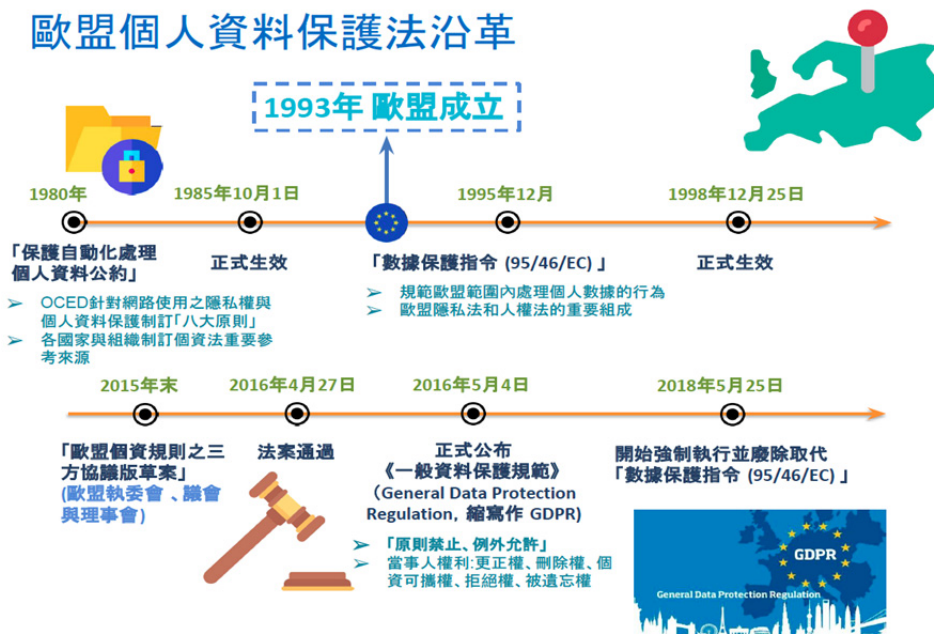 歐盟個人資料保護法沿革
1993年 歐盟成立
1980年
1985年10月1日
1995年12月
1998年12月25日
「保護自動化處理
個人資料公約」
正式生效
「數據保護指令 (95/46/EC) 」
正式生效
➢ OCED針對網路使用之隱私權與
個人資料保護制訂「八大原則」
➢ 各國家與組織制訂個資法重要參
考來源
➢ 規範歐盟範圍內處理個人數據的行為
➢ 歐盟隱私法和人權法的重要組成
2015年末
2016年4月27日
2016年5月4日
2018年5月25日
「歐盟個資規則之三
方協議版草案」
(歐盟執委會 、議會
與理事會)
法案通過
正式公布
《一般資料保護規範》
（General Data Protection
Regulation, 縮寫作 GDPR)
➢ 「原則禁止、例外允許」
➢ 當事人權利:更正權、刪除權、個
資可攜權、拒絕權、被遺忘權
開始強制執行並廢除取代
「數據保護指令 (95/46/EC) 」
GDPR
General Data Protection Regulation